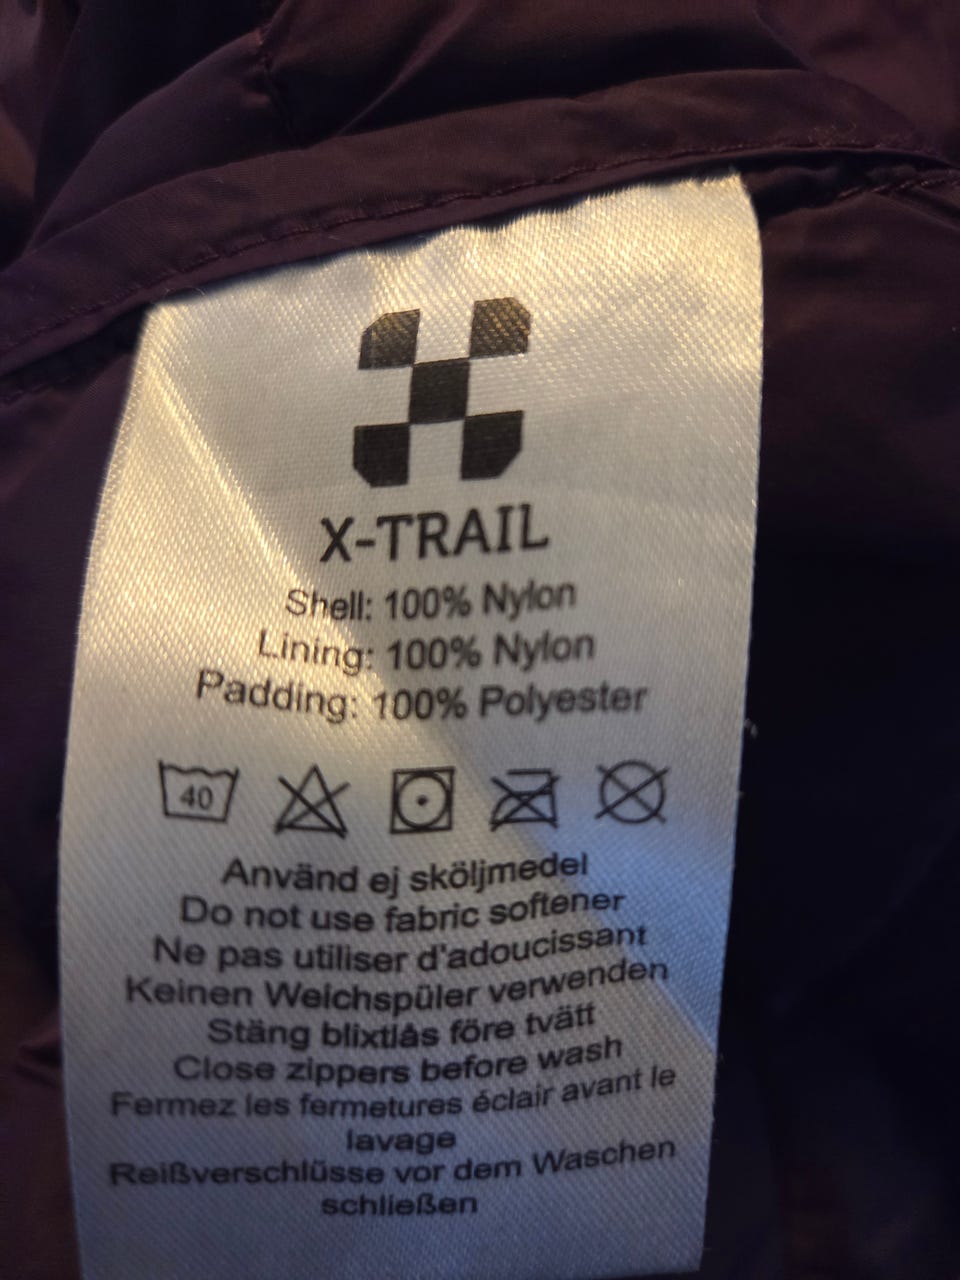 X-TRAIL
Shell: 100% Nylon
Lining: 100% Nylon
Padding: 100% Polyester
40
Använd ej sköljmedel
Do not use fabric softener
Ne pas utiliser d'adoucissant
Keinen Weichspüler verwenden
Stäng blixtlås före tvätt
Close zippers before wash
Fermez les fermetures éclair avant le
lavage
Reißverschlüsse vor dem Waschen
schließen